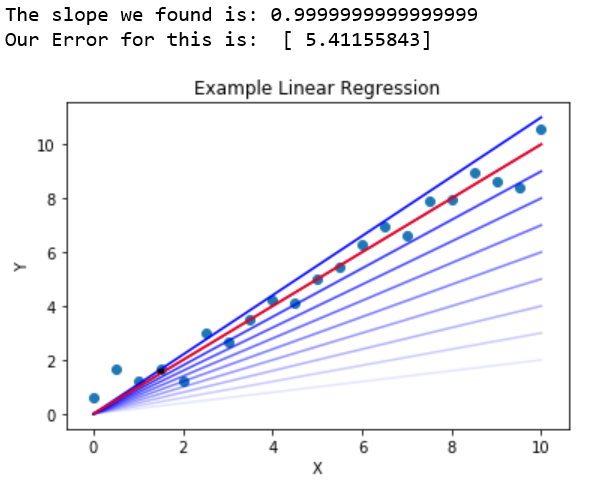 The slope we found is: 0.9999999999999999
Our Error for this is:  [ 5.41155843]
Example Linear Regression
10
8
6
4
2
0
Y
0 2 4 6 8 10
X